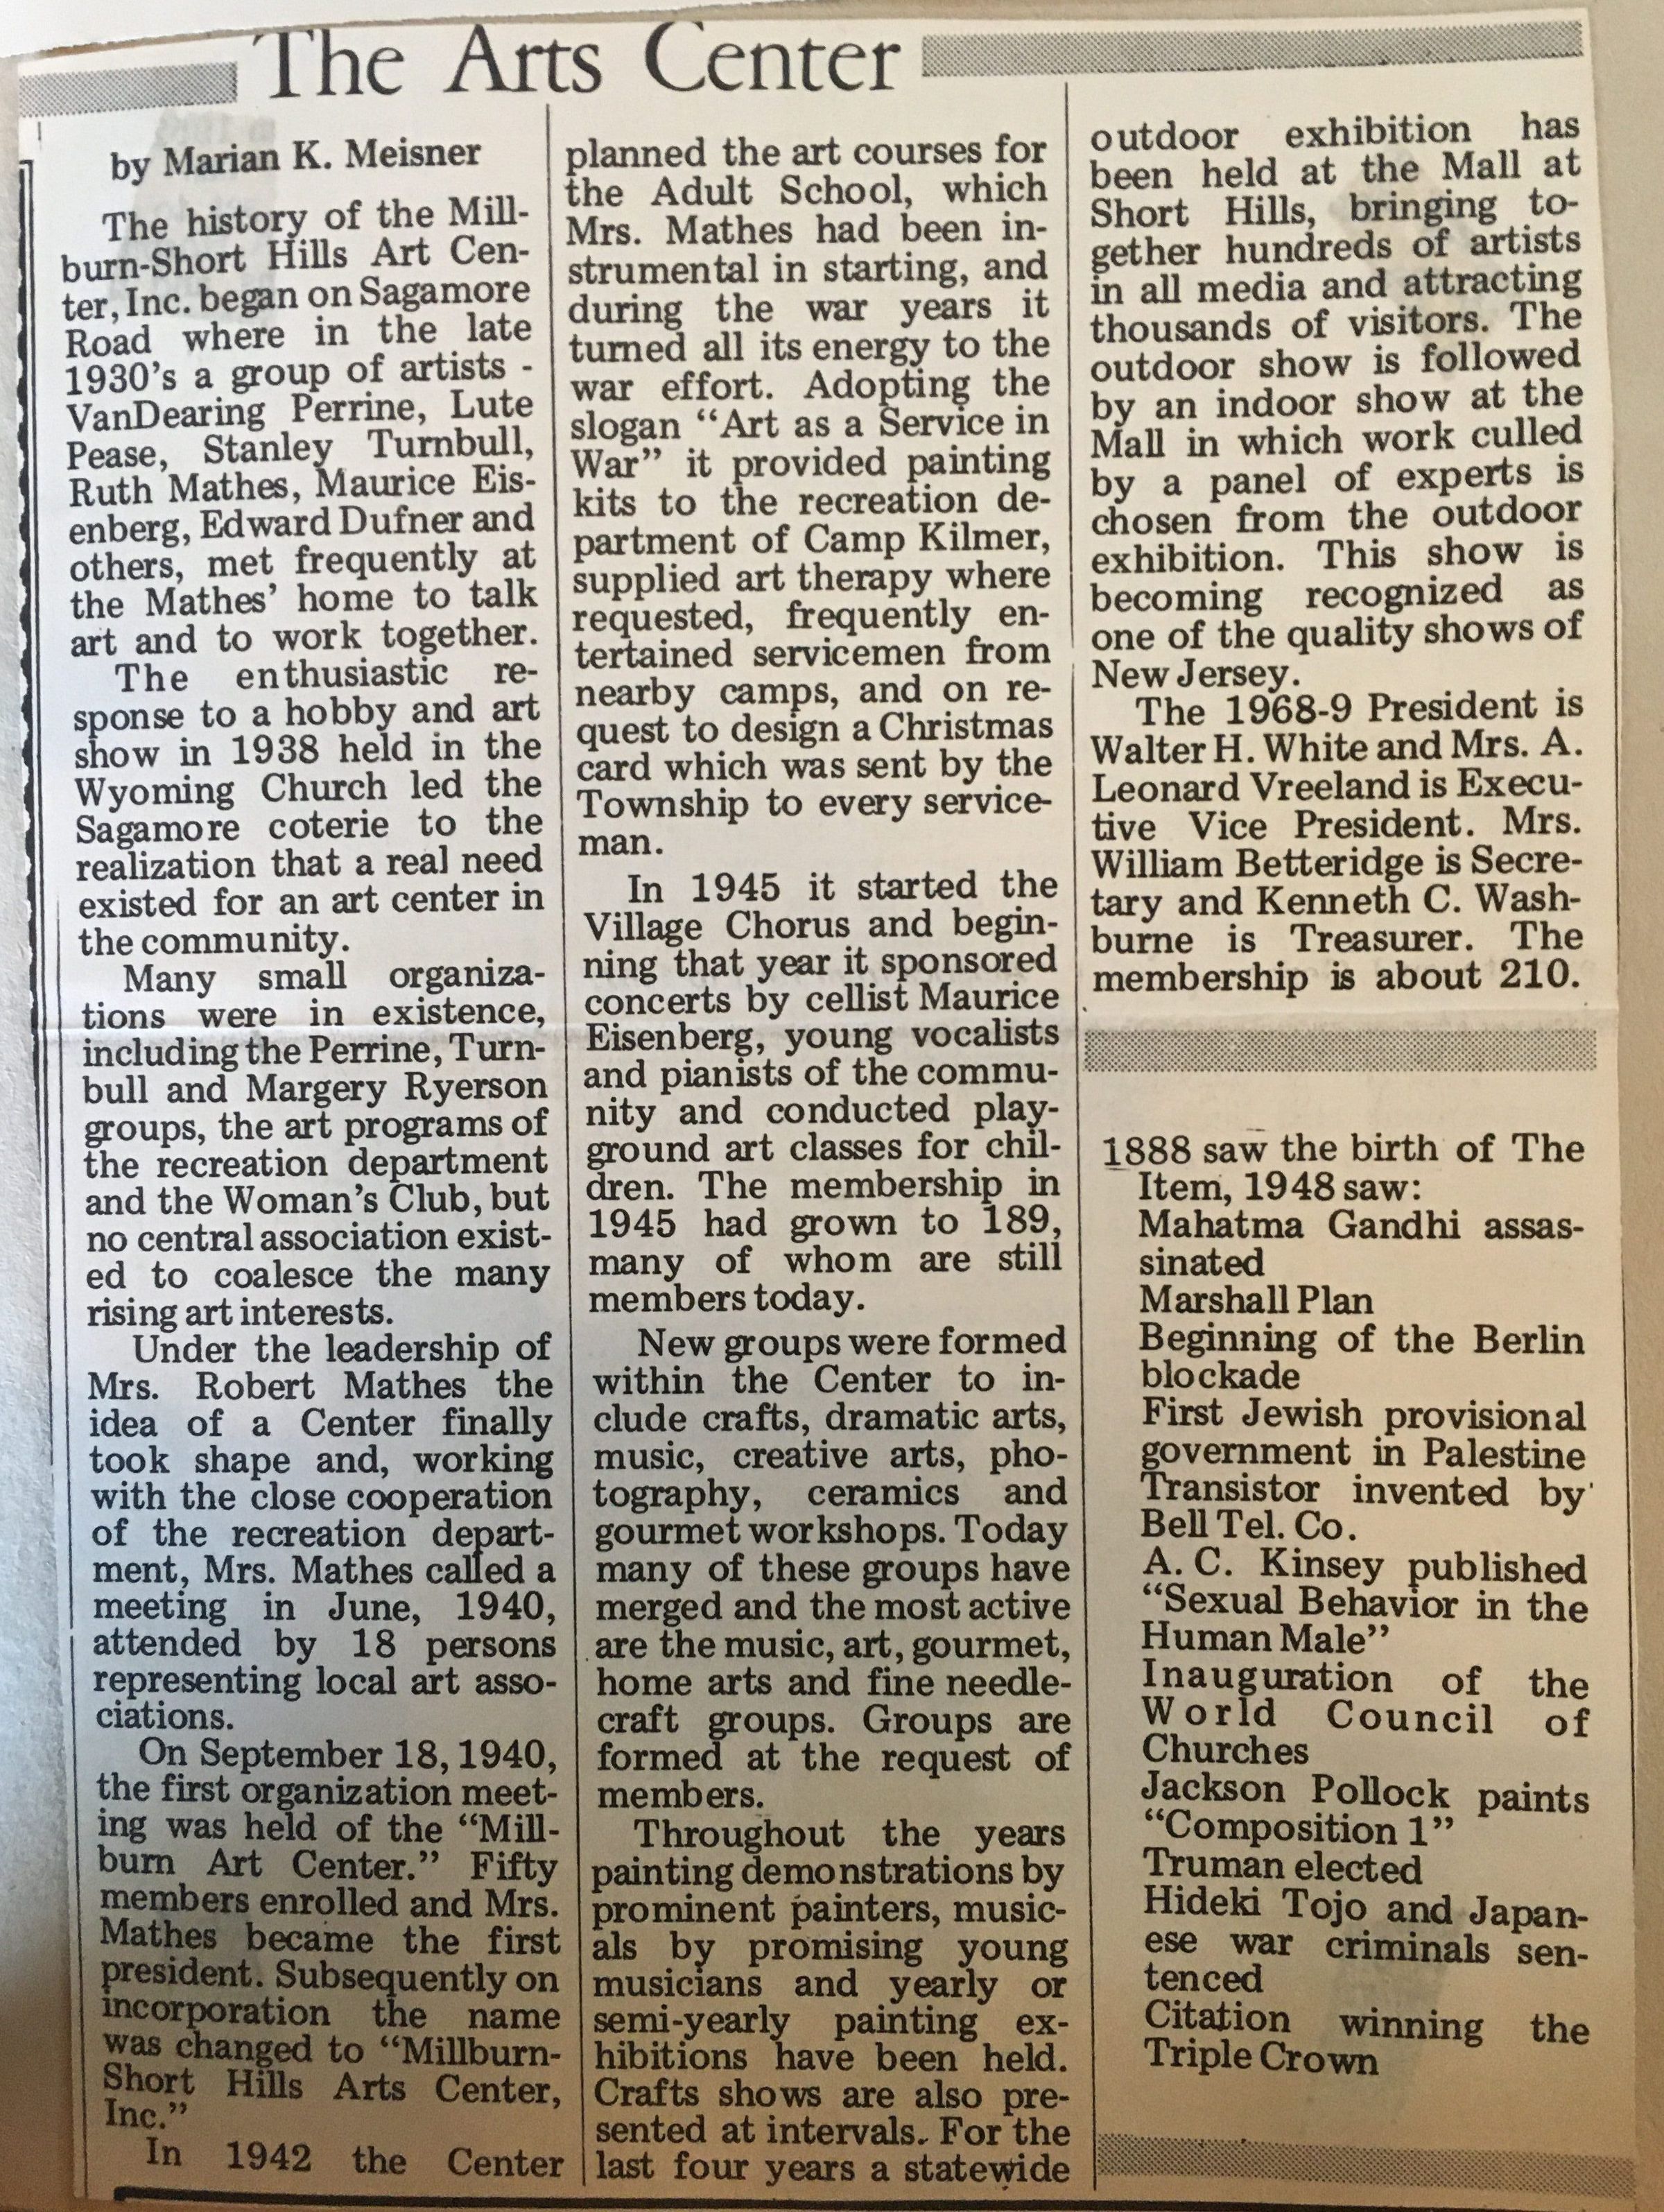 The Arts Center
by Marian K. Meisner
The history of the Mill-
burn-Short Hills Art Cen-
ter, Inc. began on Sagamore
Road where in the late
1930's a group of artists -
VanDearing Perrine, Lute
Pease, Stanley Turnbull,
Ruth Mathes, Maurice Eis-
enberg, Edward Dufner and
others, met frequently at
the Mathes' home to talk
art and to work together.
The enthusiastic re-
sponse to a hobby and art
show in 1938 held in the
Wyoming Church led the
Sagamore coterie to the
realization that a real need
existed for an art center in
the community.
Many small organiza-
tions were in existence,
including the Perrine, Turn-
bull and Margery Ryerson
groups, the art programs of
the recreation department
and the Woman's Club, but
no central association exist-
ed to coalesce the many
rising art interests.
Under the leadership of
Mrs. Robert Mathes the
idea of a Center finally
took shape and, working
with the close cooperation
of the recreation depart-
ment, Mrs. Mathes called a
meeting in June, 1940,
attended by 18 persons
representing local art asso-
ciations.
On September 18, 1940,
the first organization meet-
ing was held of the "Mill-
burn Art Center." Fifty
members enrolled and Mrs.
Mathes became the first
president. Subsequently on
incorporation the name
was changed to "Millburn-
Short Hills Arts Center,
Inc."
In 1942 the Center
planned the art courses for
the Adult School, which
Mrs. Mathes had been in-
strumental in starting, and
during the war years it
turned all its energy to the
war effort. Adopting the
slogan "Art as a Service in
War" it provided painting
kits to the recreation de-
partment of Camp Kilmer,
supplied art therapy where
requested, frequently en-
tertained servicemen from
nearby camps, and on re-
quest to design a Christmas
card which was sent by the
Township to every service-
man.
In 1945 it started the
Village Chorus and begin-
ning that year it sponsored
concerts by cellist Maurice
Eisenberg, young vocalists
and pianists of the commu-
nity and conducted play-
ground art classes for chil-
dren. The membership in
1945 had grown to 189,
many of whom are still
members today.
New groups were formed
within the Center to in-
clude crafts, dramatic arts,
music, creative arts, pho-
tography, ceramics and
gourmet workshops. Today
many of these groups have
merged and the most active
are the music, art, gourmet,
home arts and fine needle-
craft groups. Groups are
formed at the request of
members.
Throughout the years
painting demonstrations by
prominent painters, music-
als by promising young
musicians and yearly or
semi-yearly painting ex-
hibitions have been held.
Crafts shows are also pre-
sented at intervals. For the
last four years a statewide
outdoor exhibition has
been held at the Mall at
Short Hills, bringing to-
gether hundreds of artists
in all media and attracting
thousands of visitors. The
outdoor show is followed
by an indoor show at the
Mall in which work culled
by a panel of experts is
chosen from the outdoor
exhibition. This show is
becoming recognized as
one of the quality shows of
New Jersey.
The 1968-9 President is
Walter H. White and Mrs. A.
Leonard Vreeland is Execu-
tive Vice President. Mrs.
William Betteridge is Secre-
tary and Kenneth C. Wash-
burne is Treasurer. The
membership is about 210.
1888 saw the birth of The
Item, 1948 saw:
Mahatma Gandhi assas-
sinated
Marshall Plan
Beginning of the Berlin
blockade
First Jewish provisional
government in Palestine
Transistor invented by
Bell Tel. Co.
A. C. Kinsey published
"Sexual Behavior in the
Human Male"
Inauguration of the
World Council of
Churches
Jackson Pollock paints
"Composition 1"
Truman elected
Hideki Tojo and Japan-
ese war criminals sen-
tenced
Citation winning the
Triple Crown